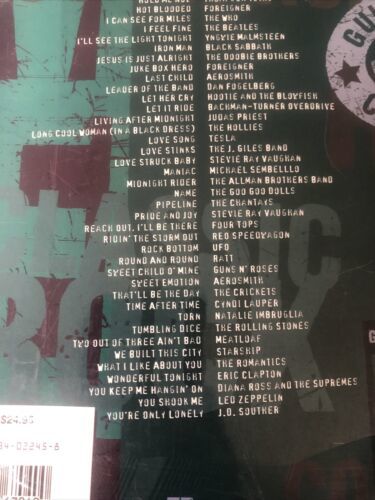 HOT BLOODED FOREIGNER
I CAN SEE FOR MILES THE WHO
I FEEL FINE THE BEATLES
I'LL SEE THE LIGHT TONIGHT YNGVIE MALMSTEEN
IRON MAN BLACK SABBATH
JESUS IS JUST ALRIGHT THE DOOBIE BROTHERS
JUKE BOX HERO FOREIGNER
LAST CHILD AEROSMITH
LEADER OF THE BAND DAN FOGELBERG
LET HER CRY HOOTIE AND THE BLOWFISH
LET IT RIDE BACHMAN-TURNER OVERDRIVE
LIVING AFTER MIDNIGHT JUDAS PRIEST
LONG COOL WOMAN (IN A BLACK DRESS) THE HOLLIES
LOVE SONG TESLA
LOVE STINKS THE J. GILES BAND
LOVE STRUCK BABY STEVIE RAY VAUGHAN
MANIAC MICHAEL SEMBELLLO
MIDNIGHT RIDER THE ALLMAN BROTHERS BAND
NAME THE GOO GOO DOLLS
PIPELINE THE CHANTAYS
PRIDE AND JOY STEVIE RAY VAUGHAN
REACH OUT, I'LL BE THERE FOUR TOPS
RIDIN' THE STORM OUT REO SPEEDWAGON
ROCK BOTTOM UFO
ROUND AND ROUND RATT
SWEET CHILD O' MINE GUNS N' ROSES
SWEET EMOTION AEROSMITH
THAT'LL BE THE DAY THE CRICKETS
TIME AFTER TIME CYNDI LAUPER
TORN NATALIE IMBRUGLIA
TUMBLING DICE THE ROLLING STONES
TWO OUT OF THREE AIN'T BAD MEATLOAF
WE BUILT THIS CITY STARSHIP
WHAT I LIKE ABOUT YOU THE ROMANTICS
WONDERFUL TONIGHT ERIC CLAPTON
YOU KEEP ME HANGIN' ON DIANA ROSS AND THE SUPREMES
YOU SHOOK ME LED ZEPPELIN
YOU'RE ONLY LONELY J.D. SOUTHER
$24.95
34-02245-8